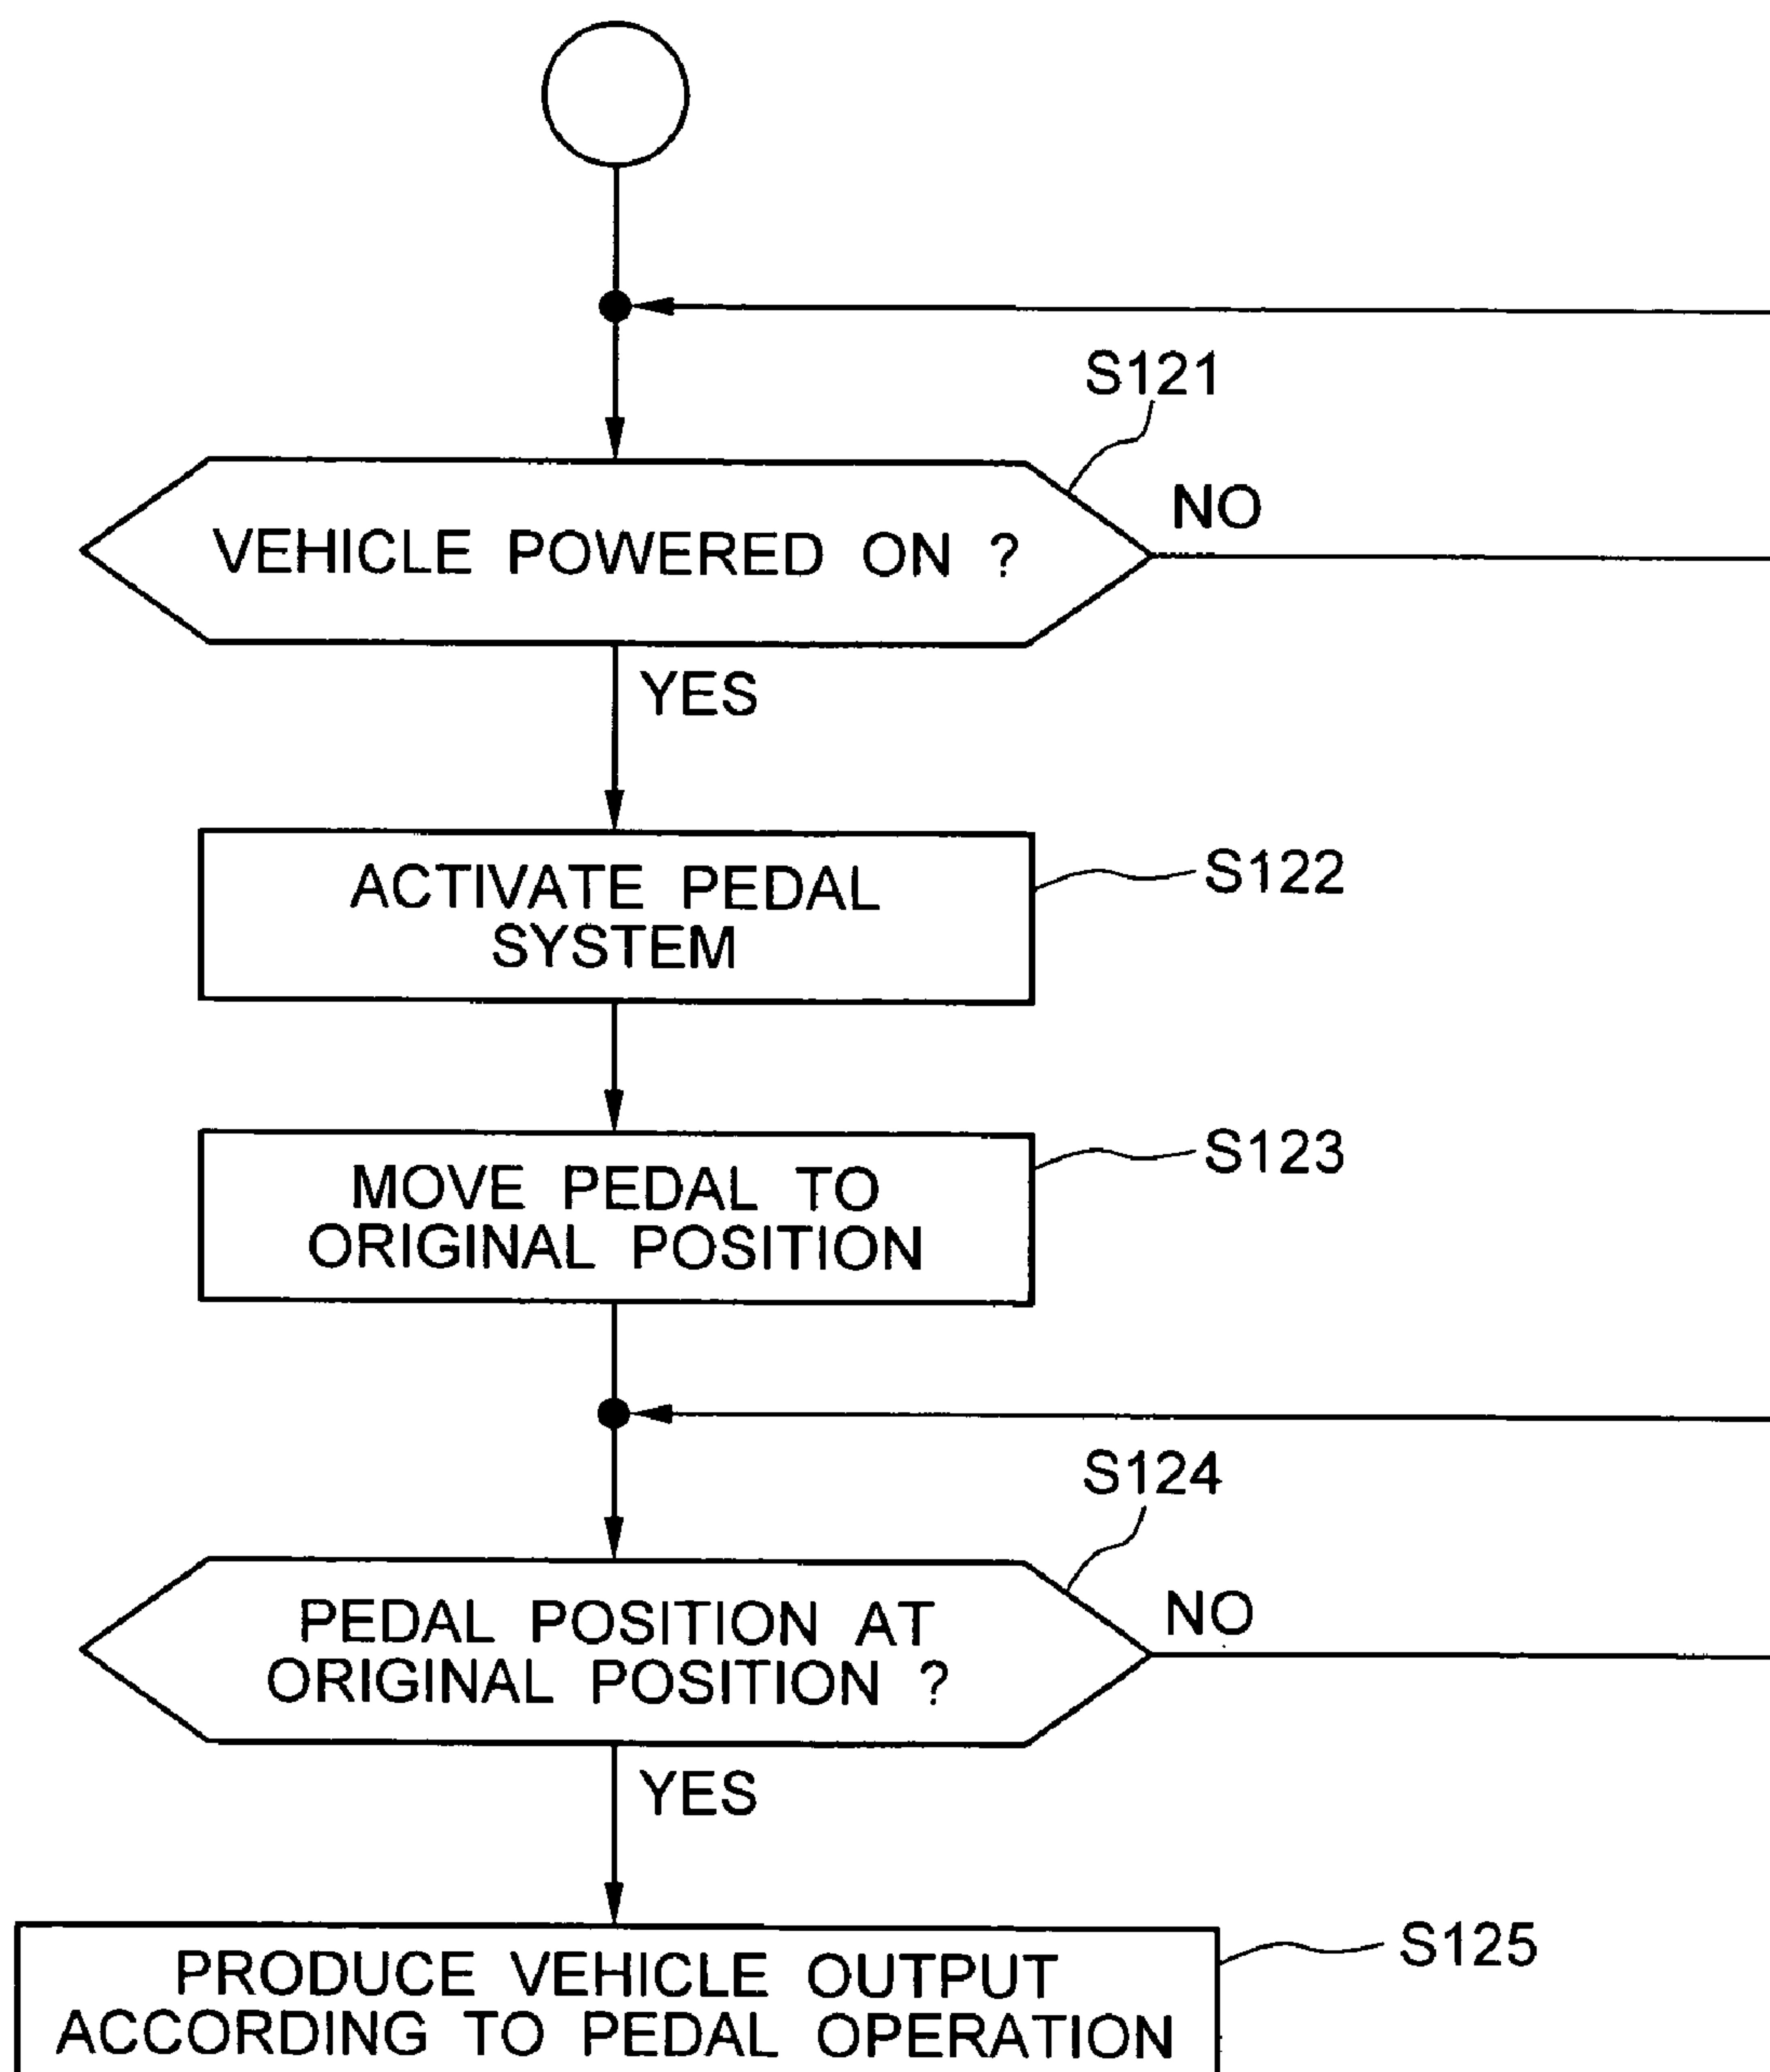 S121
VEHICLE POWERED ON ?
NO
YES
ACTIVATE PEDAL
SYSTEM
S122
MOVE PEDAL TO
ORIGINAL POSITION
S123
S124
PEDAL POSITION AT
ORIGINAL POSITION ?
NO
YES
PRODUCE VEHICLE OUTPUT
ACCORDING TO PEDAL OPERATION
S125